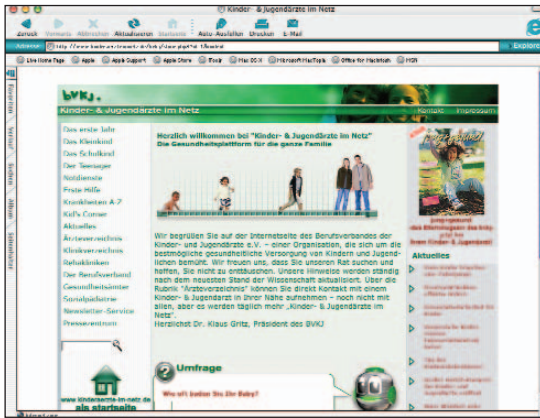 Kinder- & Jugendärzte im Netz
Zurück Vorwärts Abbrechen Aktualisieren Startseite Auto-Ausfüllen Drucken E-Mail
Adresse:
Live Home Page Apple Apple Support Apple Store iTools Mac OS X Microsoft MacTopia Office for Macintosh MSN
Favoriten
Verlauf
Suchen
Album
Seitenhalter
bvkj.
Kinder- & Jugendärzte im Netz
Kontakt Impressum
Das erste Jahr
Das Kleinkind
Das Schulkind
Der Teenager
Notdienste
Erste Hilfe
Krankheiten A-Z
Kid's Corner
Aktuelles
Ärzteverzeichnis
Klinikverzeichnis
Rehakliniken
Der Berufsverband
Gesundheitsämter
Sozialpädiatrie
Newsletter-Service
Pressezentrum
www.kinderaerzte-im-netz.de
als startseite
Herzlich willkommen bei "Kinder- & Jugendärzte im Netz"
Die Gesundheitsplattform für die ganze Familie
Wir begrüßen Sie auf der Internetseite des Berufsverbandes der
Kinder- und Jugendärzte e.V. – einer Organisation, die sich um die
bestmögliche gesundheitliche Versorgung von Kindern und Jugend-
lichen bemüht. Wir freuen uns, dass Sie unseren Rat suchen und
hoffen, Sie nicht zu enttäuschen. Unsere Hinweise werden ständig
nach dem neuesten Stand der Wissenschaft aktualisiert. Über die
Rubrik "Ärzteverzeichnis" können Sie direkt Kontakt mit einem
Kinder- & Jugendarzt in Ihrer Nähe aufnehmen – noch nicht mit
allen, aber es werden täglich mehr „Kinder- & Jugendärzte im
Netz".
Herzlichst Dr. Klaus Gritz, Präsident des BVKJ
Umfrage
Wie oft baden Sie Ihr Baby?
Aktuelles